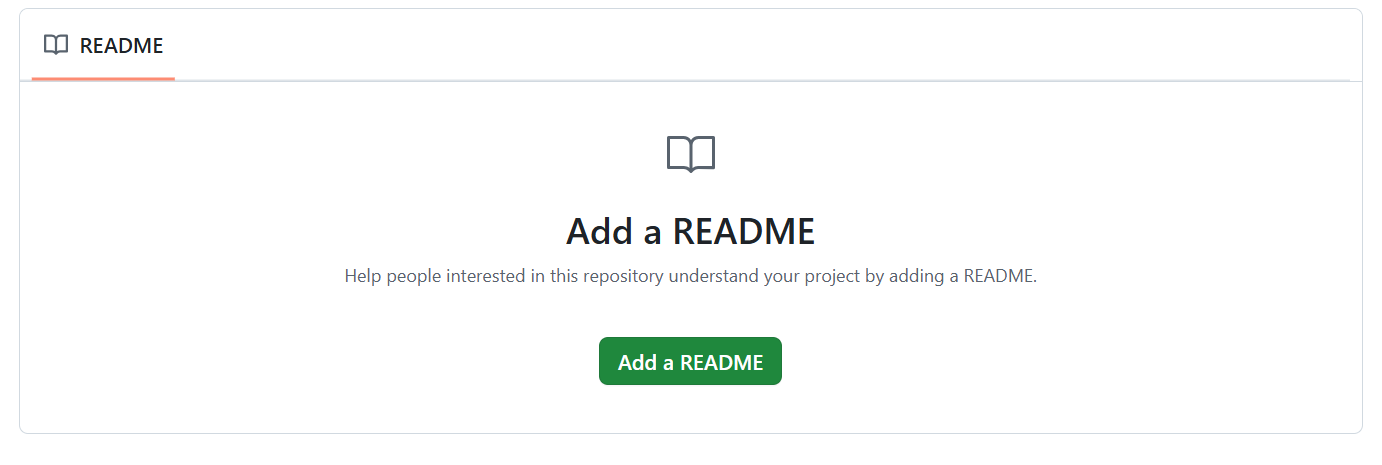 README
Add a README
Help people interested in this repository understand your project by adding a README.
Add a README